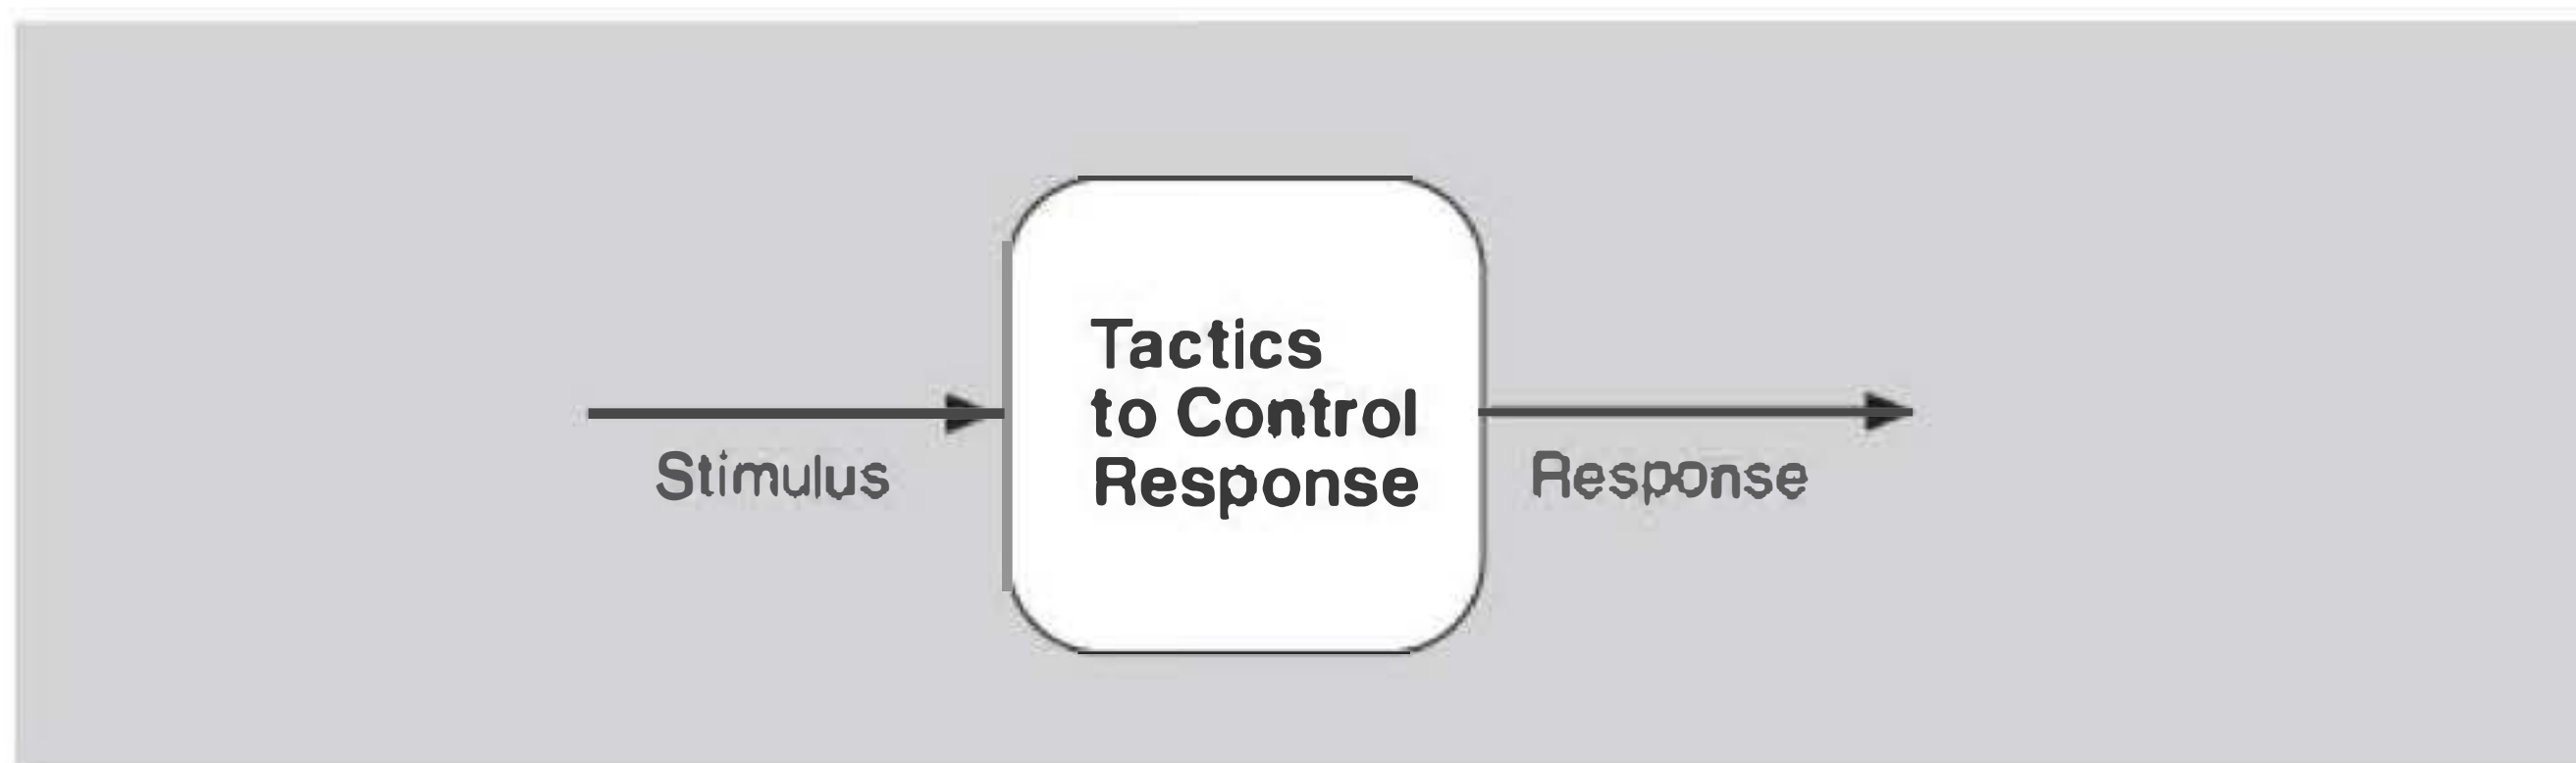 Tactics
to Control
Response
Stimulus
Response